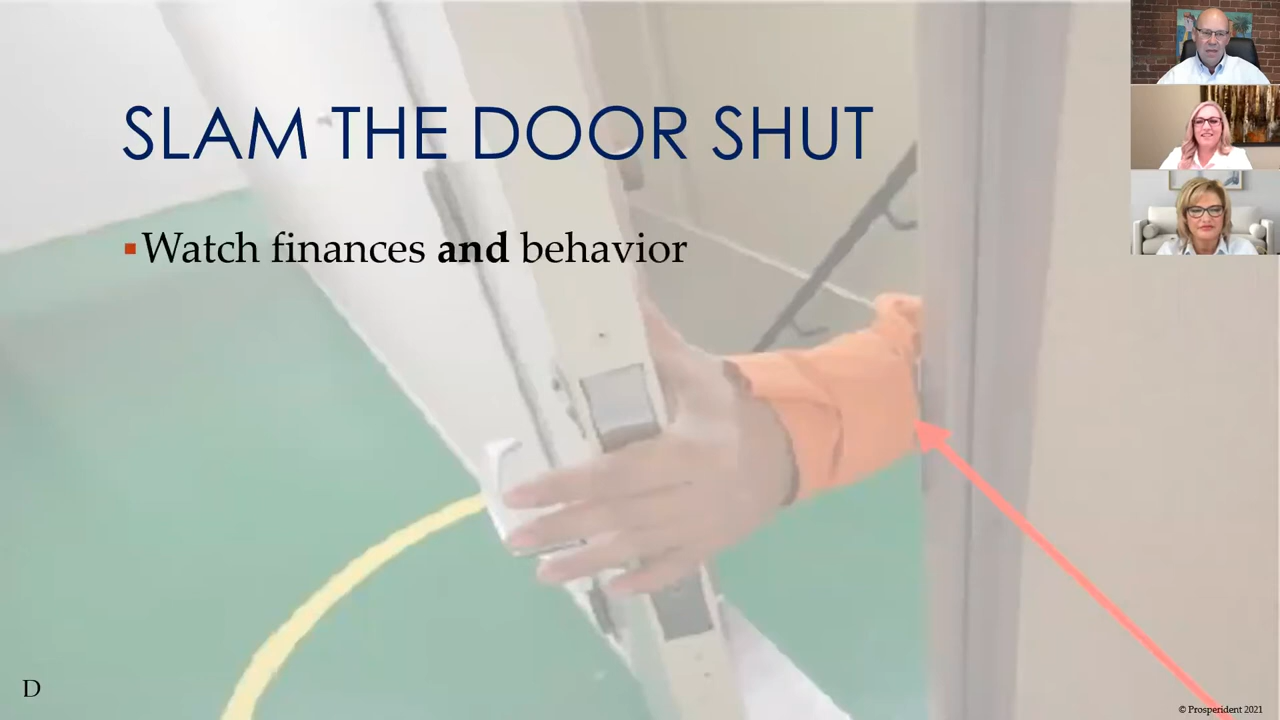 SLAM THE DOOR SHUT
▪Watch finances and behavior
D
© Prosperident 2021